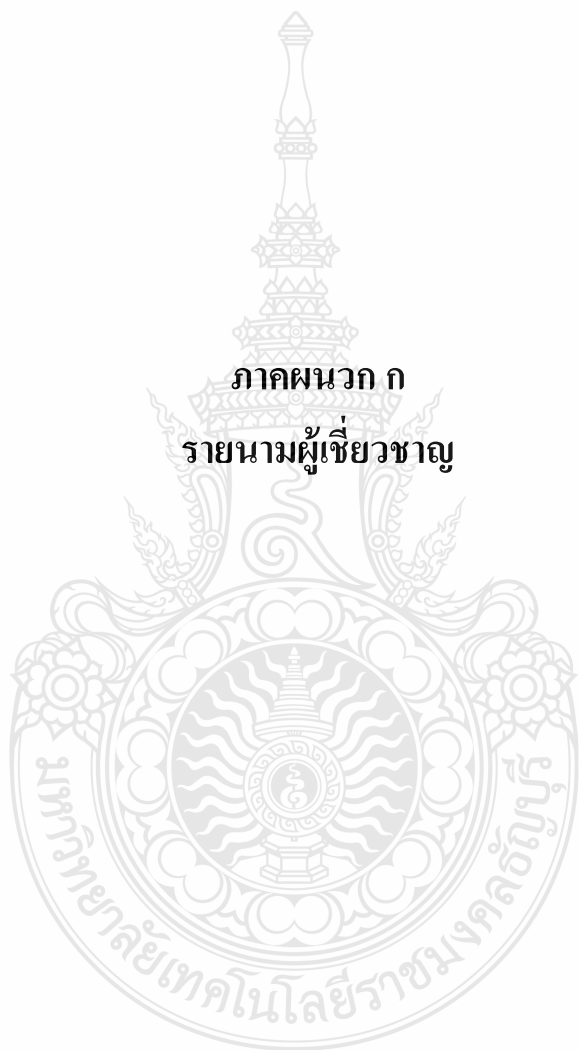 ภาคผนวก ก
รายนามผู้เชี่ยวชาญ
มหาวิทยาลัยเทคโนโลยีราชมงคลธัญบุรี